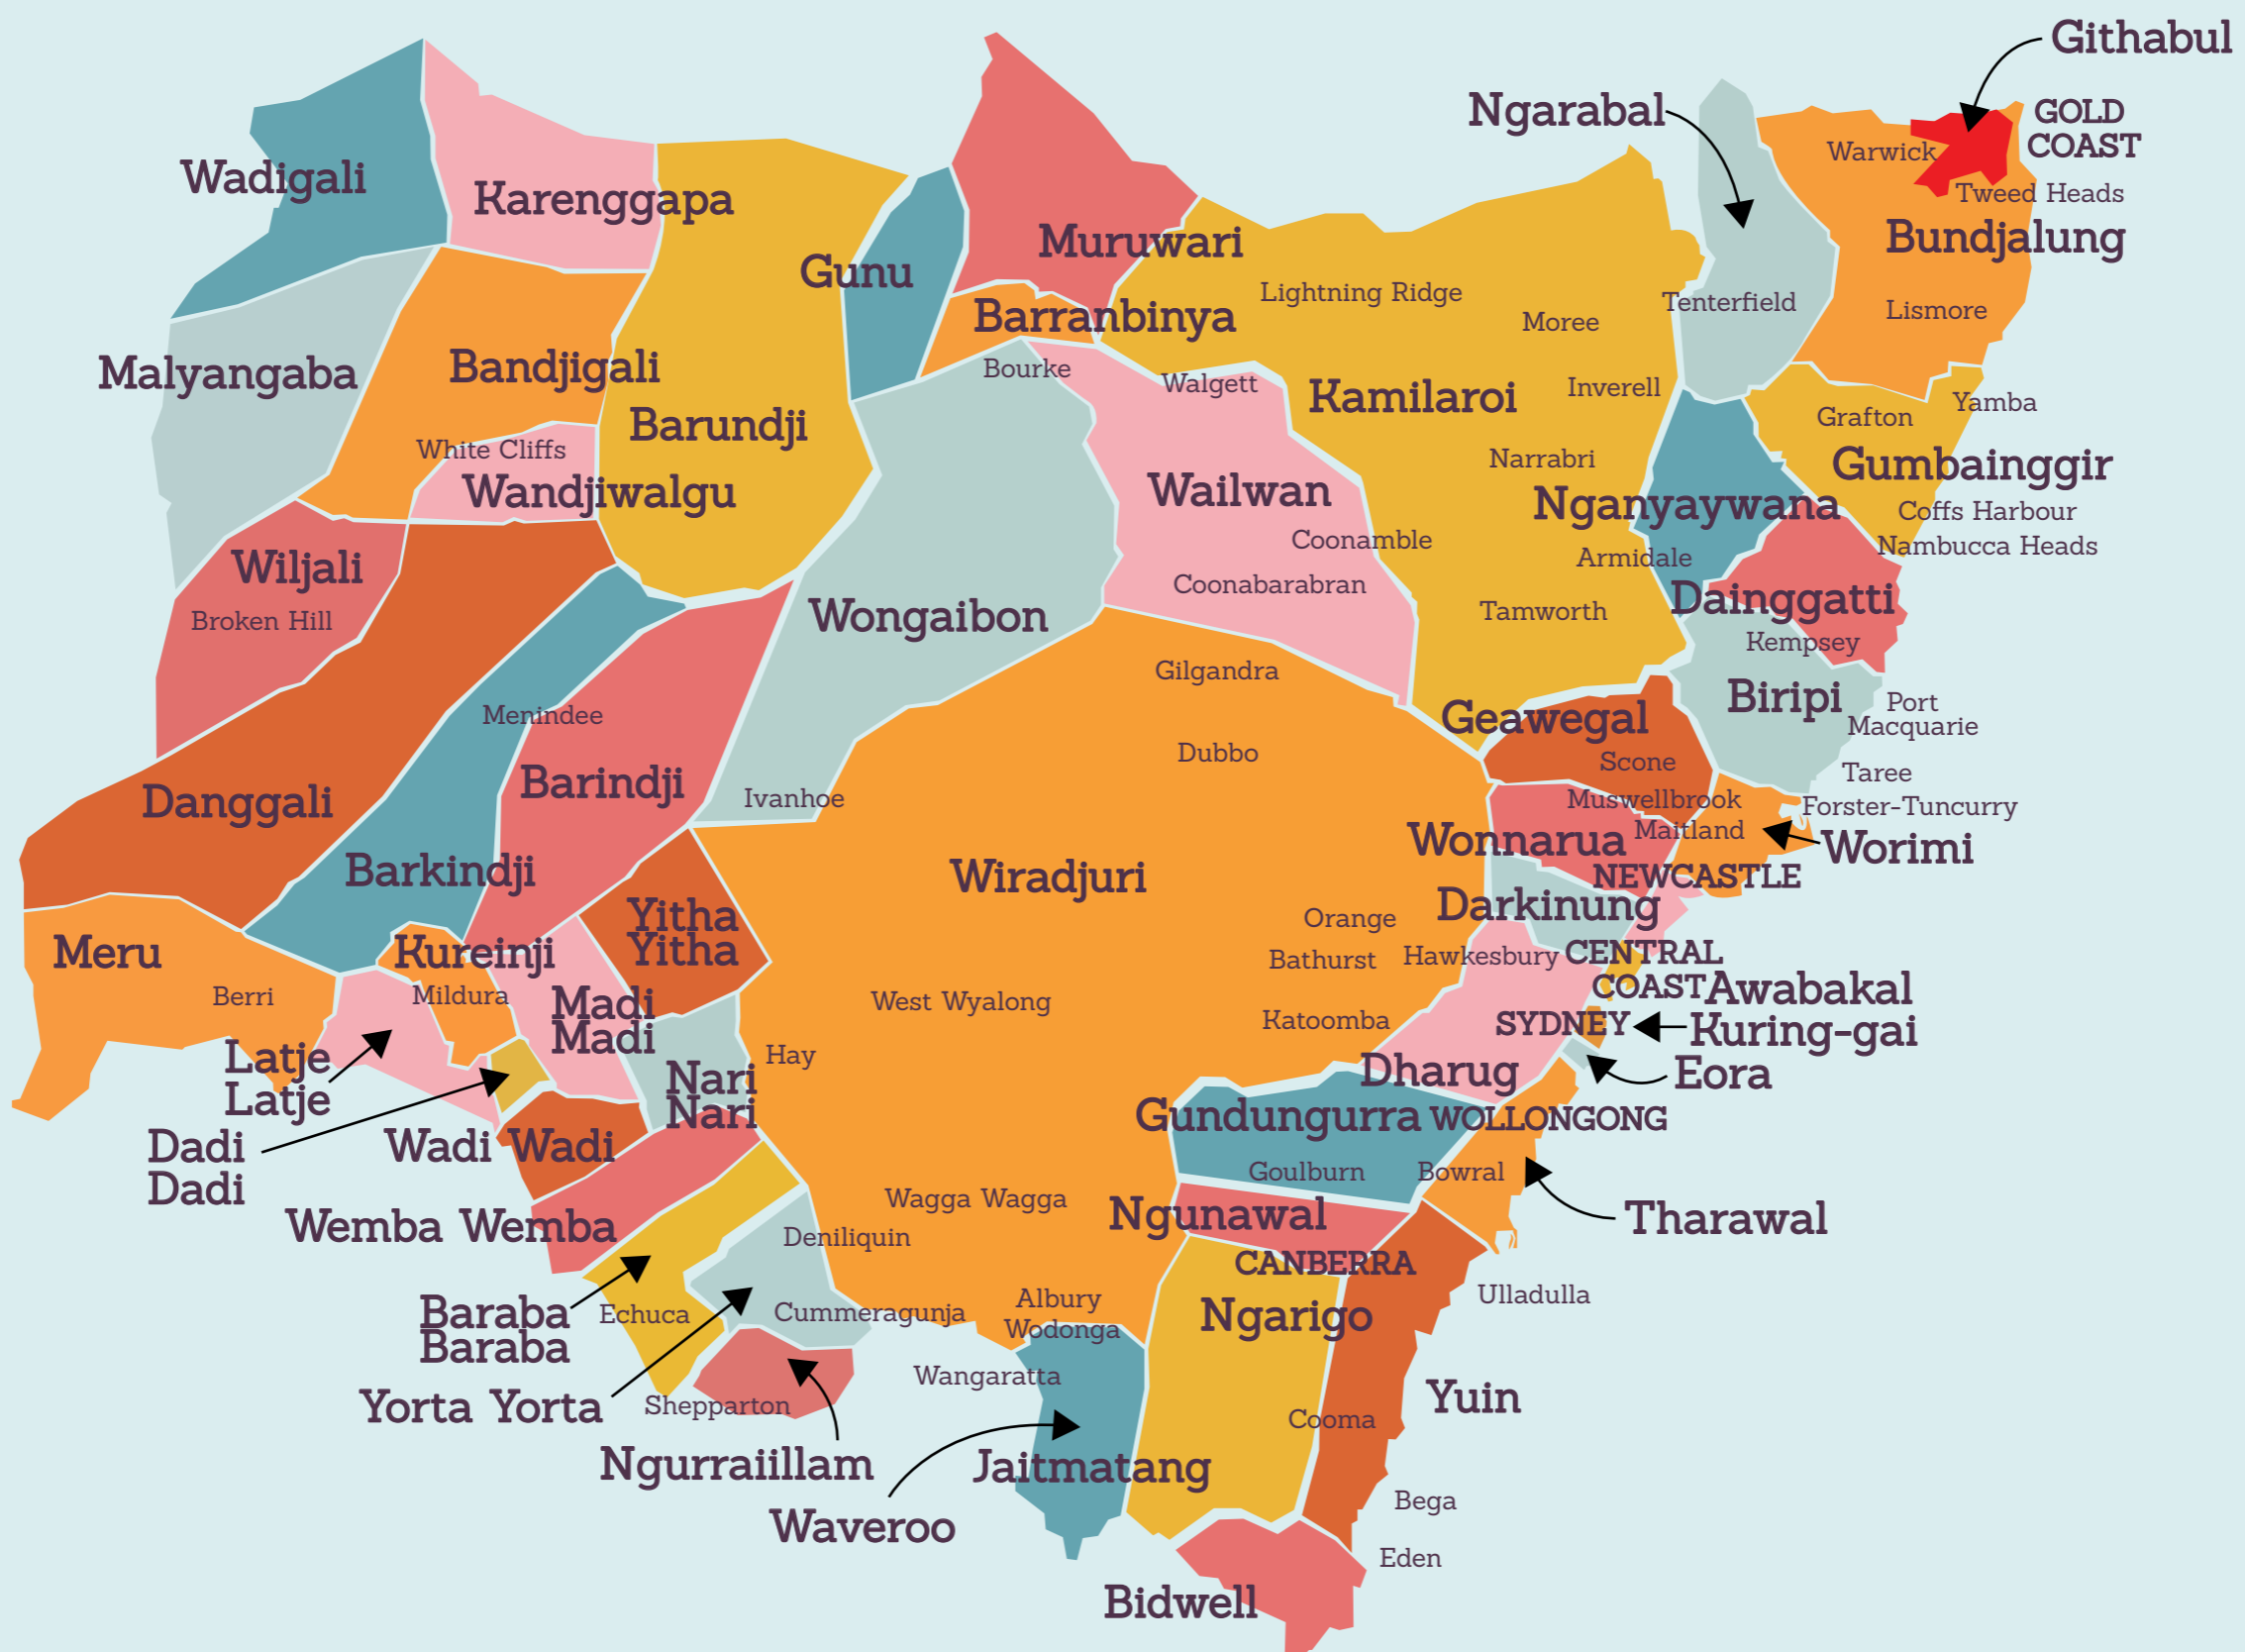 Githabul
Ngarabal
GOLD
COAST
Warwick
Wadigali
Karenggapa
Tweed Heads
Bundjalung
Muruwari
Gunu
Lightning Ridge
Tenterfield
Lismore
Barranbinya
Moree
Malyangaba
Bandjigali
Bourke
Walgett
Kamilaroi
Inverell
Yamba
Grafton
Barundji
White Cliffs
Narrabri
Gumbainggir
Wandjiwalgu
Wailwan
Nganyaywana
Coffs Harbour
Coonamble
Nambucca Heads
Armidale
Wiljali
Coonabarabran
Dainggatti
Broken Hill
Wongaibon
Tamworth
Kempsey
Gilgandra
Biripi
Port
Macquarie
Menindee
Geawegal
Dubbo
Scone
Taree
Barindji
Danggali
Ivanhoe
Muswellbrook
Forster-Tuncurry
Maitland
Wonnarua
Worimi
Barkindji
Wiradjuri
NEWCASTLE
Yitha
Yitha
Orange
Darkinung
Meru
Kureinji
Bathurst
Hawkesbury
CENTRAL
COAST
Awabakal
Berri
Mildura
Madi
Madi
West Wyalong
Katoomba
SYDNEY
Kuring-gai
Latje
Latje
Hay
Nari
Nari
Dharug
Eora
Gundungurra
WOLLONGONG
Dadi
Dadi
Wadi Wadi
Goulburn
Bowral
Wemba Wemba
Wagga Wagga
Ngunawal
Tharawal
Deniliquin
CANBERRA
Ulladulla
Baraba
Baraba
Echuca
Cummeragunja
Albury
Wodonga
Ngarigo
Wangaratta
Yorta Yorta
Shepparton
Yuin
Cooma
Ngurraiillam
Jaitmatang
Bega
Waveroo
Eden
Bidwell